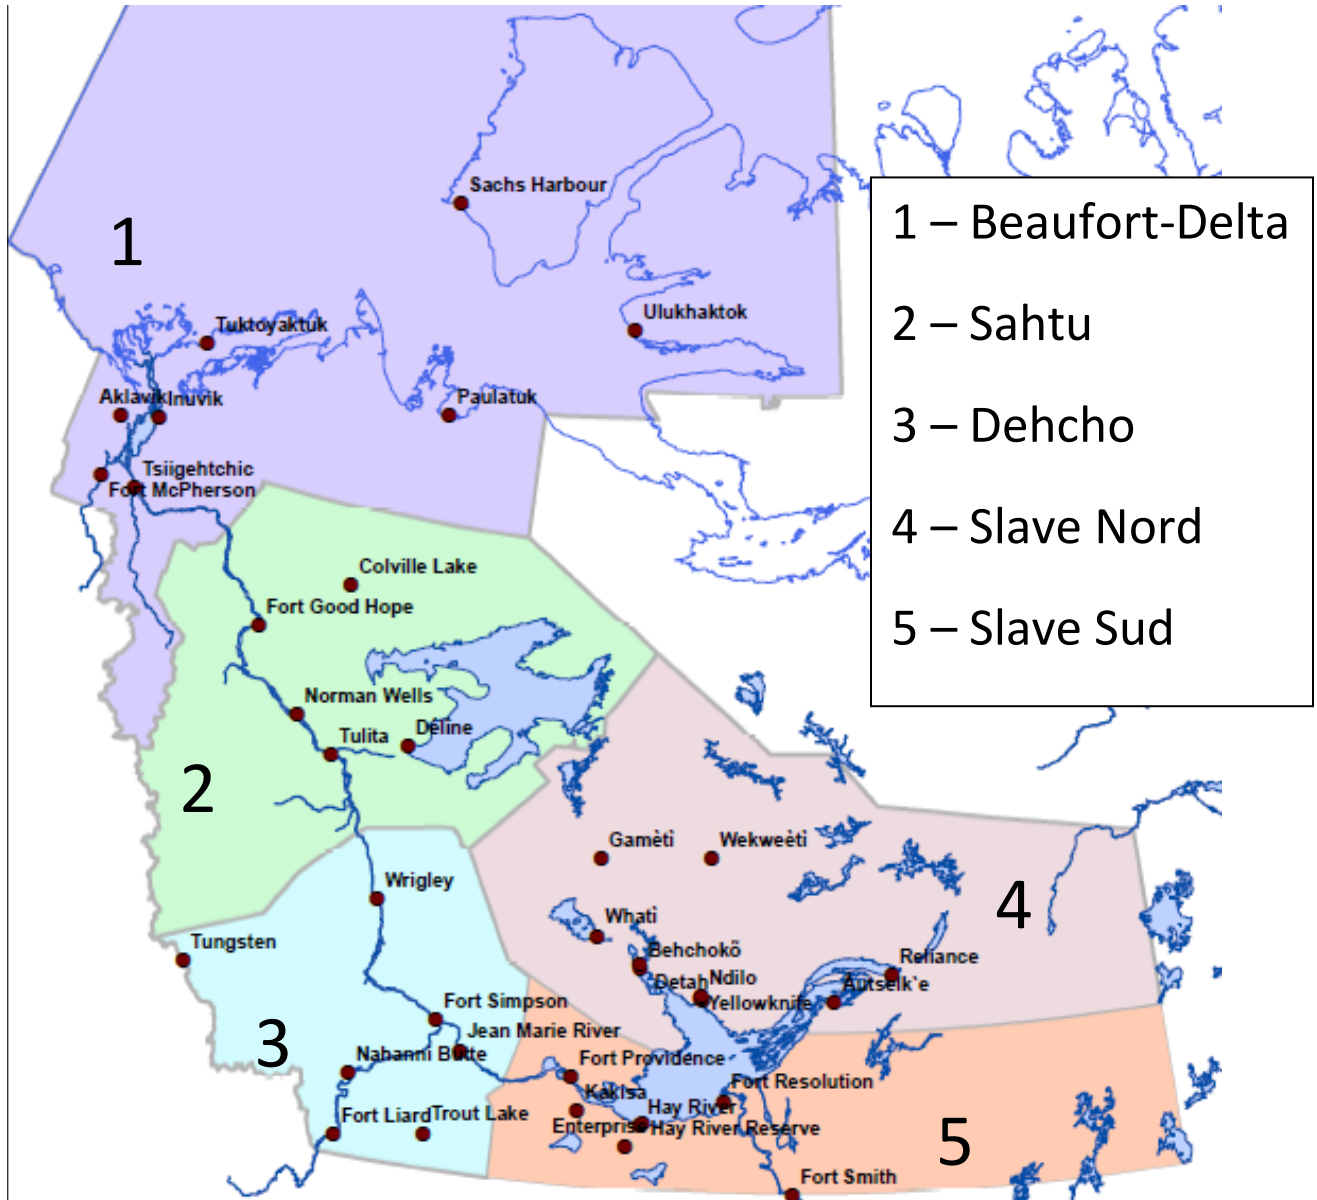 Sachs Harbour
1
1 – Beaufort-Delta
2 – Sahtu
3 – Dehcho
4 – Slave Nord
5 – Slave Sud
Ulukhaktok
Tuktoyaktuk
Aklavik
Inuvik
Paulatuk
Tsiigehtchic
Fort McPherson
Colville Lake
Fort Good Hope
Norman Wells
Tulita
Déline
2
Gamètì
Wekweètì
Wrigley
4
Whatì
Tungsten
Behchokõ
Reliance
Detah
Ndilo
Łutselk`e
Yellowknife
Fort Simpson
3
Jean Marie River
Nahanni Butte
Fort Providence
Fort Resolution
Kakisa
Hay River
Fort Liard
Trout Lake
Enterprise
Hay River Reserve
5
Fort Smith